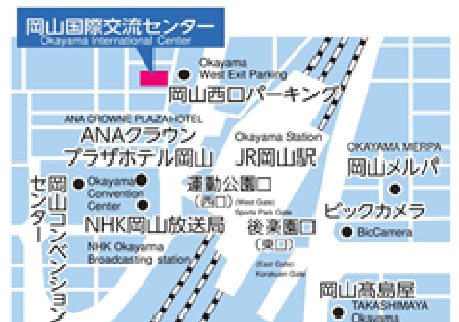 岡山国際交流センター
Okayama International Center
Okayama
West Exit Parking
岡山西口パーキング
ANA CROWNE PLAZA HOTEL
ANAクラウン
プラザホテル岡山
Okayama Station
JR岡山駅
OKAYAMA MERPA
岡山メルパ
岡山コンベンション
センター
Okayama
Convention
Center
運動公園口
(西口)
(West Gate)
Sports Park Gate
ビックカメラ
BicCamera
NHK岡山放送局
NHK Okayama
Broadcasting station
後楽園口
(東口)
(East Gate)
Korakuen Gate
岡山髙島屋
TAKASHIMAYA
Okayama